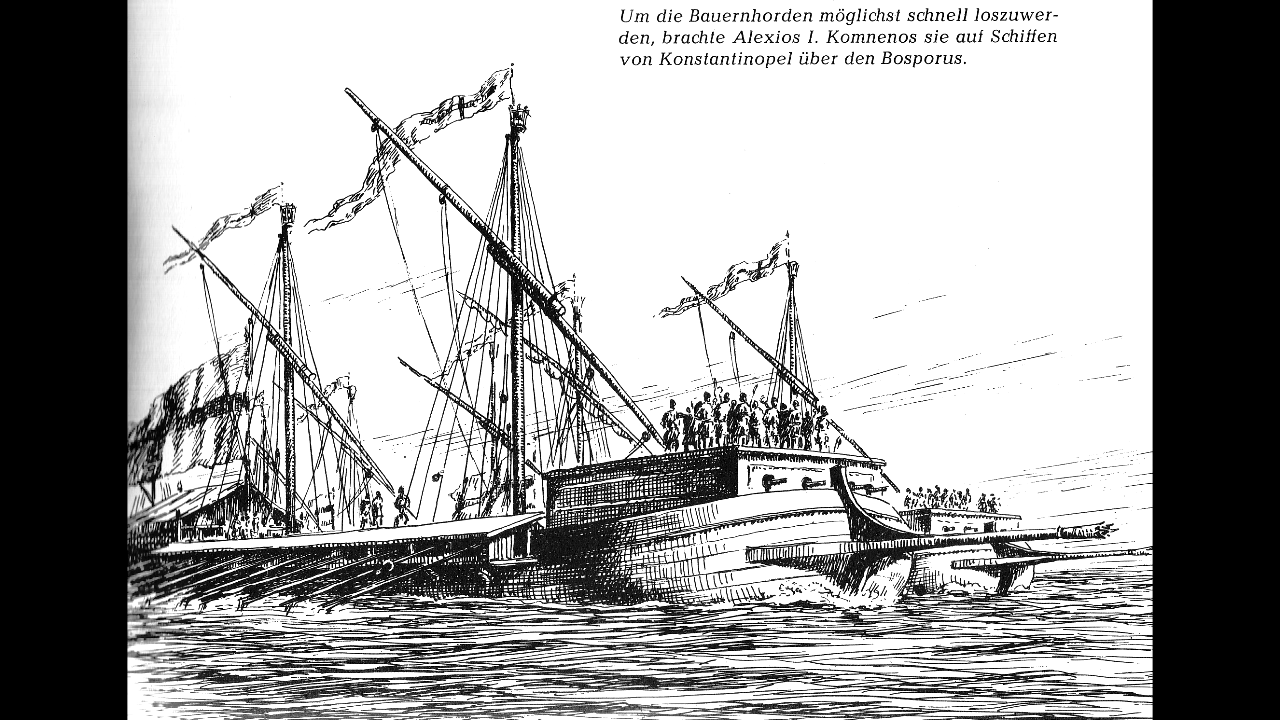 Um die Bauernhorden möglichst schnell loszuwer-
den, brachte Alexios I. Komnenos sie auf Schiffen
von Konstantinopel über den Bosporus.